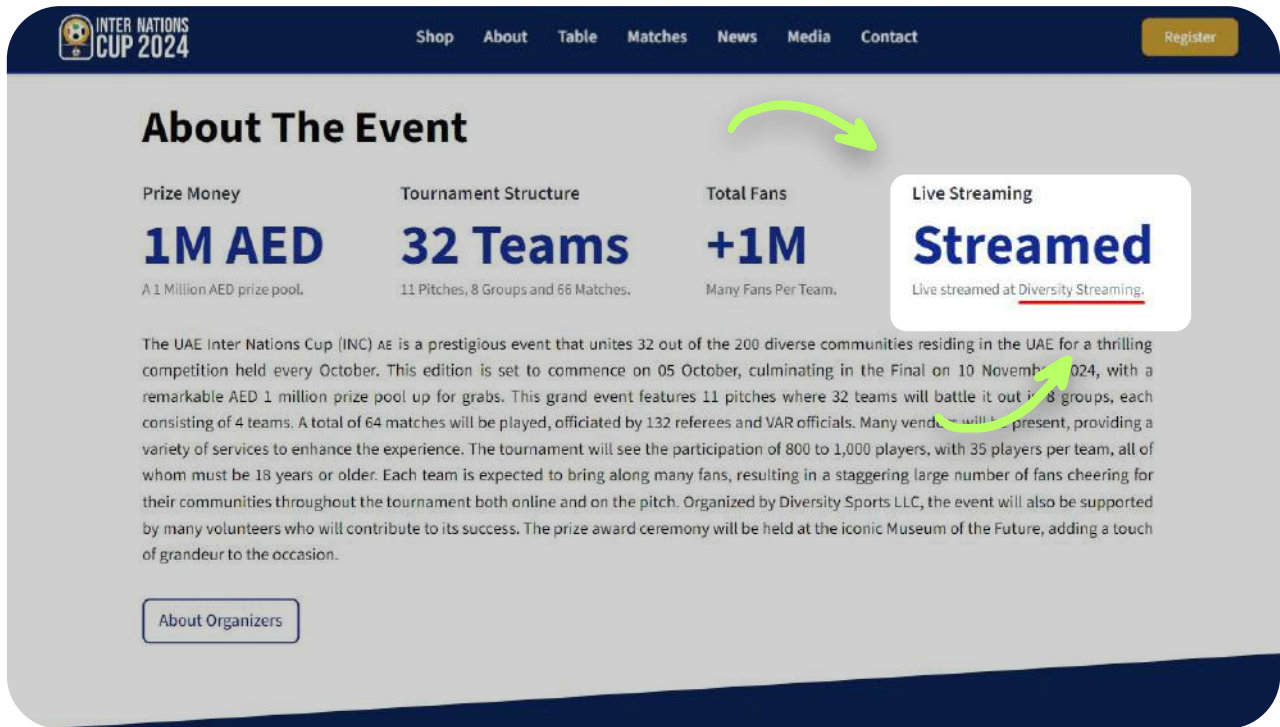 INTER NATIONS
CUP 2024
Shop About Table Matches News Media Contact
Register
About The Event
Prize Money
1M AED
A 1 Million AED prize pool.
Tournament Structure
32 Teams
11 Pitches, 8 Groups and 66 Matches.
Total Fans
+1M
Many Fans Per Team.
Live Streaming
Streamed
Live streamed at Diversity Streaming.
The UAE Inter Nations Cup (INC) AE is a prestigious event that unites 32 out of the 200 diverse communities residing in the UAE for a thrilling
competition held every October. This edition is set to commence on 05 October, culminating in the Final on 10 November 2024, with a
remarkable AED 1 million prize pool up for grabs. This grand event features 11 pitches where 32 teams will battle it out in 8 groups, each
consisting of 4 teams. A total of 64 matches will be played, officiated by 132 referees and VAR officials. Many vendors will be present, providing a
variety of services to enhance the experience. The tournament will see the participation of 800 to 1,000 players, with 35 players per team, all of
whom must be 18 years or older. Each team is expected to bring along many fans, resulting in a staggering large number of fans cheering for
their communities throughout the tournament both online and on the pitch. Organized by Diversity Sports LLC, the event will also be supported
by many volunteers who will contribute to its success. The prize award ceremony will be held at the iconic Museum of the Future, adding a touch
of grandeur to the occasion.
About Organizers